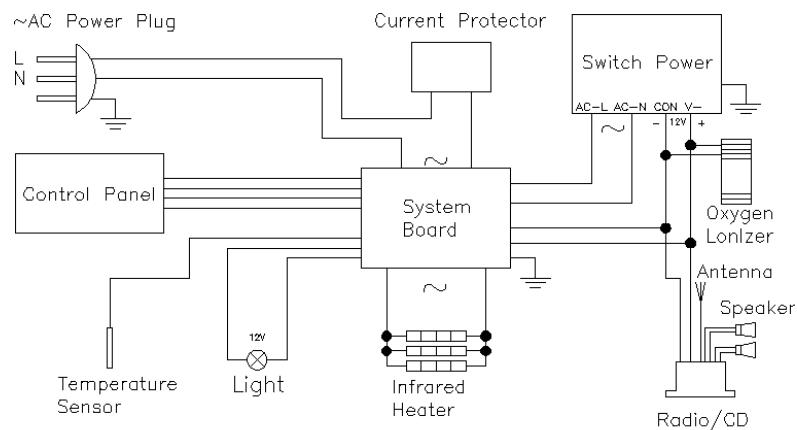 ~AC Power Plug
Current Protector
L
N
Switch Power
AC-L AC-N CON V-
~
- 12V +
Control Panel
~
System
Board
Oxygen
LonIzer
~
Antenna
Speaker
12V
Temperature
Sensor
Light
Infrared
Heater
Radio/CD